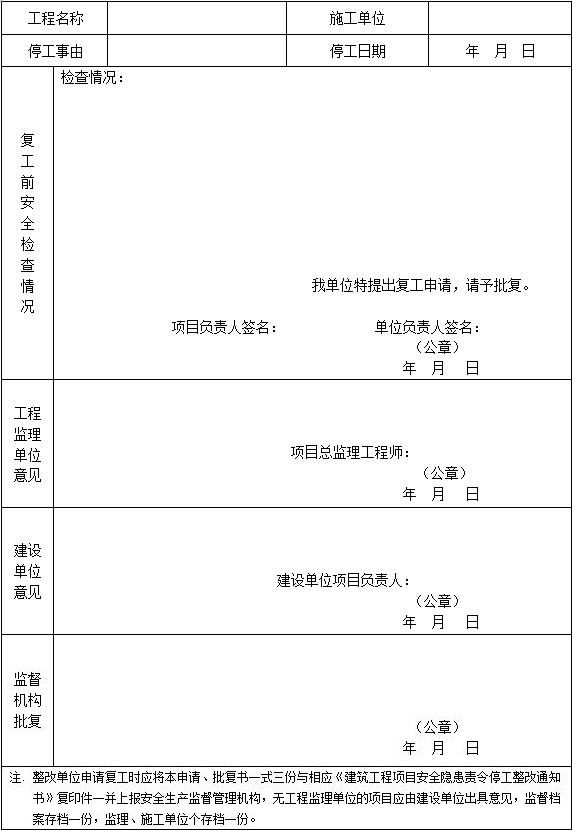 工程名称 施工单位
停工事由 停工日期 年 月 日
复工前安全检查情况
检查情况：
我单位特提出复工申请，请予批复。
项目负责人签名： 单位负责人签名：
（公章）
年 月 日
工程
监理
单位
意见
项目总监理工程师：
（公章）
年 月 日
建设
单位
意见
建设单位项目负责人：
（公章）
年 月 日
监督
机构
批复
（公章）
年 月 日
注. 整改单位申请复工时应将本申请、批复书一式三份与相应《建筑工程项目安全隐患责令停工整改通知
书》复印件一并上报安全生产监督管理机构，无工程监理单位的项目应由建设单位出具意见，监督档
案存档一份，监理、施工单位个存档一份。